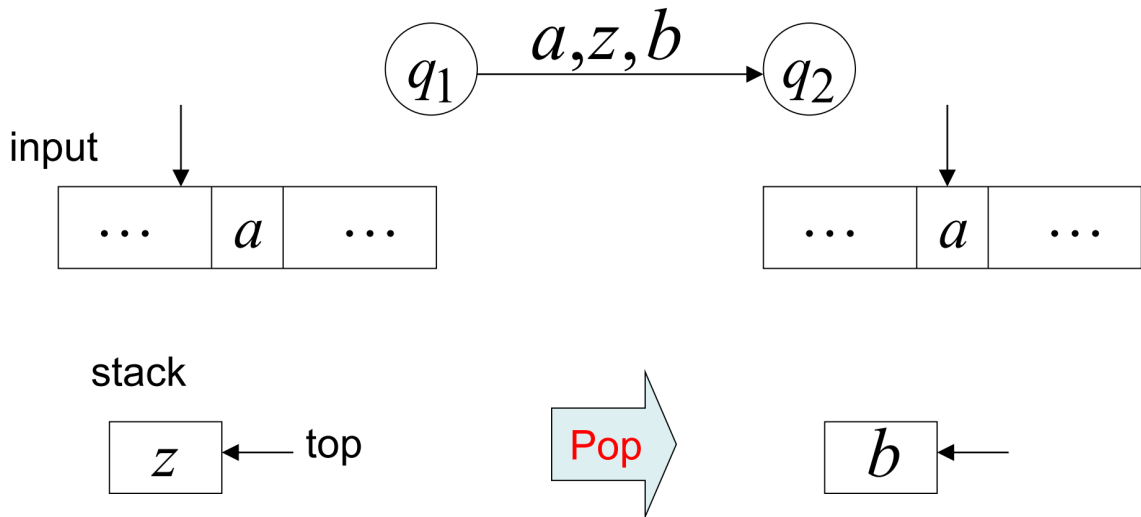 a,z,b
q1 q2
input
··· a ··· ··· a ···
stack
z top Pop b